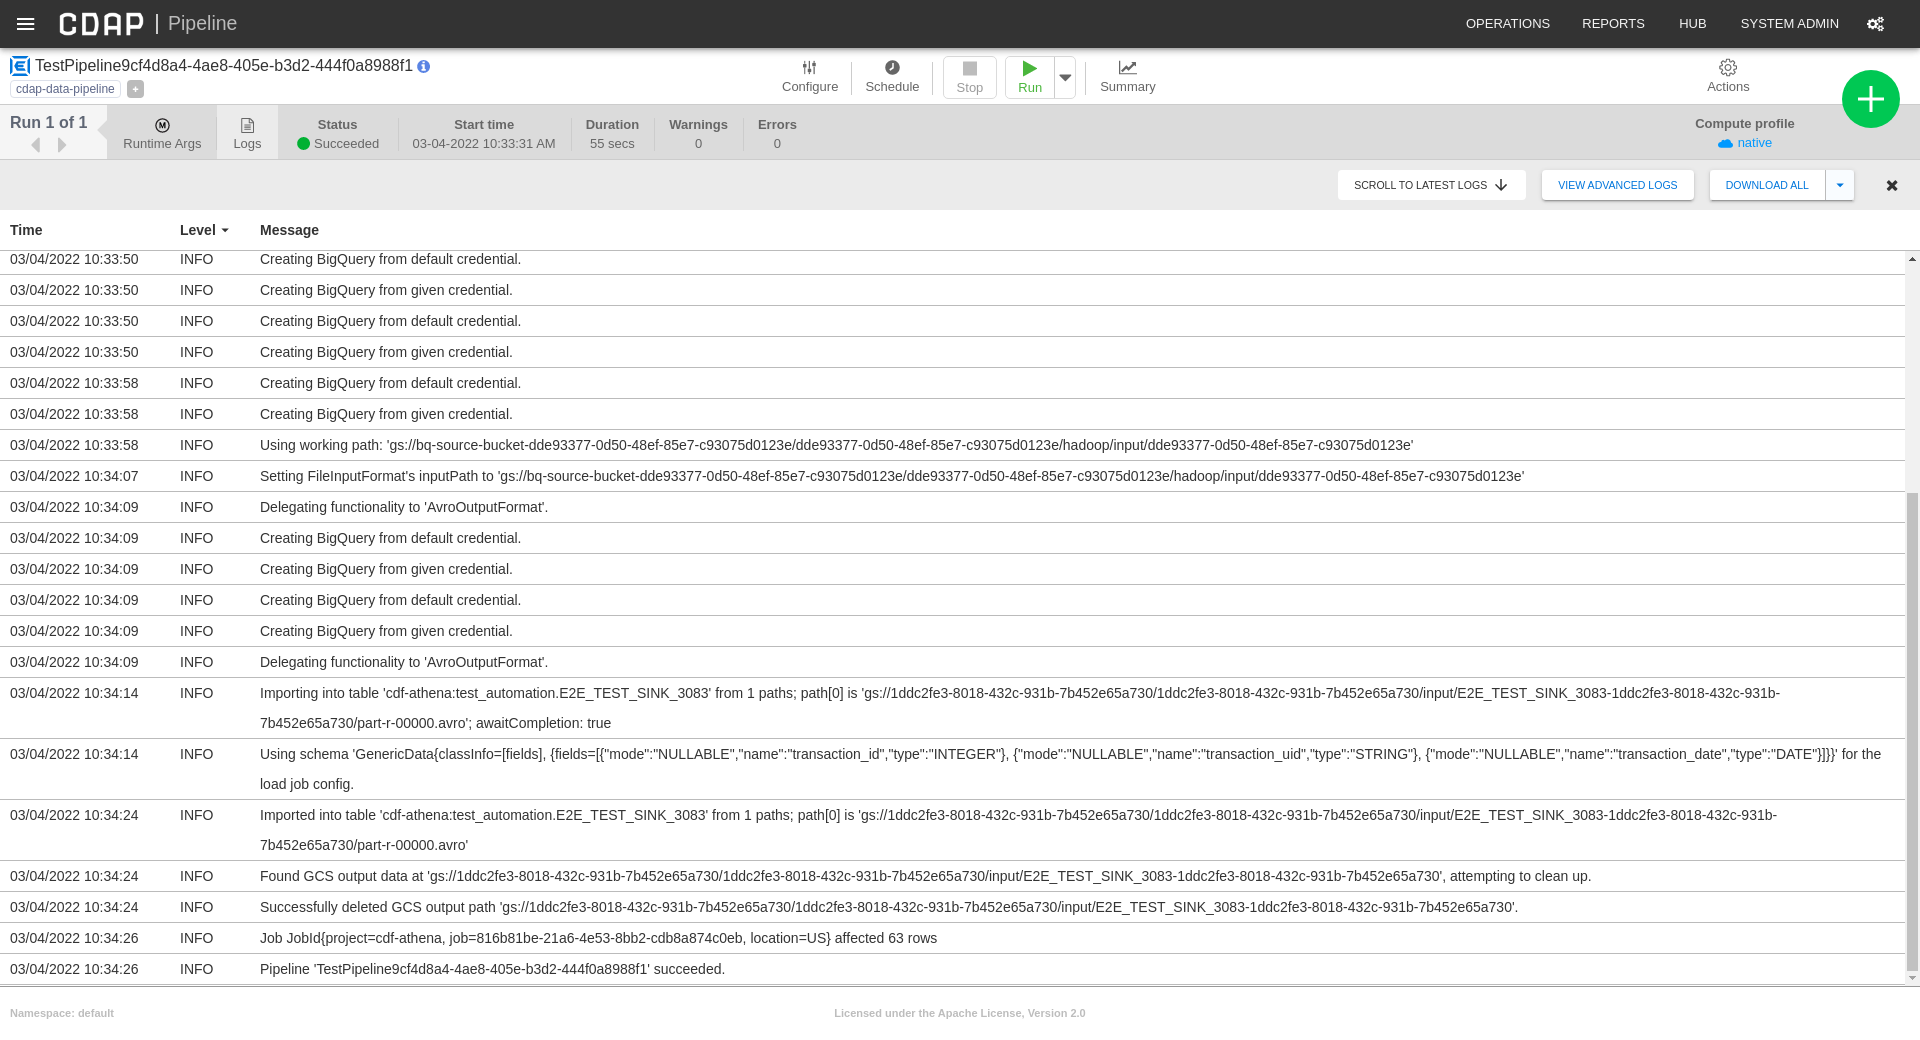 CDAP | Pipeline
OPERATIONS REPORTS HUB SYSTEM ADMIN
TestPipeline9cf4d8a4-4ae8-405e-b3d2-444f0a8988f1
cdap-data-pipeline +
Configure Schedule Stop Run Summary Actions
Run 1 of 1
Runtime Args Logs
Status Start time Duration Warnings Errors Compute profile
Succeeded 03-04-2022 10:33:31 AM 55 secs 0 0 native
SCROLL TO LATEST LOGS VIEW ADVANCED LOGS DOWNLOAD ALL
Time Level Message
03/04/2022 10:33:50 INFO Creating BigQuery from default credential.
03/04/2022 10:33:50 INFO Creating BigQuery from given credential.
03/04/2022 10:33:50 INFO Creating BigQuery from default credential.
03/04/2022 10:33:50 INFO Creating BigQuery from given credential.
03/04/2022 10:33:58 INFO Creating BigQuery from default credential.
03/04/2022 10:33:58 INFO Creating BigQuery from given credential.
03/04/2022 10:33:58 INFO Using working path: 'gs://bq-source-bucket-dde93377-0d50-48ef-85e7-c93075d0123e/dde93377-0d50-48ef-85e7-c93075d0123e/hadoop/input/dde93377-0d50-48ef-85e7-c93075d0123e'
03/04/2022 10:34:07 INFO Setting FileInputFormat's inputPath to 'gs://bq-source-bucket-dde93377-0d50-48ef-85e7-c93075d0123e/dde93377-0d50-48ef-85e7-c93075d0123e/hadoop/input/dde93377-0d50-48ef-85e7-c93075d0123e'
03/04/2022 10:34:09 INFO Delegating functionality to 'AvroOutputFormat'.
03/04/2022 10:34:09 INFO Creating BigQuery from default credential.
03/04/2022 10:34:09 INFO Creating BigQuery from given credential.
03/04/2022 10:34:09 INFO Creating BigQuery from default credential.
03/04/2022 10:34:09 INFO Creating BigQuery from given credential.
03/04/2022 10:34:09 INFO Delegating functionality to 'AvroOutputFormat'.
03/04/2022 10:34:14 INFO Importing into table 'cdf-athena:test_automation.E2E_TEST_SINK_3083' from 1 paths; path[0] is 'gs://1ddc2fe3-8018-432c-931b-7b452e65a730/1ddc2fe3-8018-432c-931b-7b452e65a730/input/E2E_TEST_SINK_3083-1ddc2fe3-8018-432c-931b-
7b452e65a730/part-r-00000.avro'; awaitCompletion: true
03/04/2022 10:34:14 INFO Using schema 'GenericData{classInfo=[fields], {fields=[{"mode":"NULLABLE","name":"transaction_id","type":"INTEGER"}, {"mode":"NULLABLE","name":"transaction_uid","type":"STRING"}, {"mode":"NULLABLE","name":"transaction_date","type":"DATE"}]}}' for the
load job config.
03/04/2022 10:34:24 INFO Imported into table 'cdf-athena:test_automation.E2E_TEST_SINK_3083' from 1 paths; path[0] is 'gs://1ddc2fe3-8018-432c-931b-7b452e65a730/1ddc2fe3-8018-432c-931b-7b452e65a730/input/E2E_TEST_SINK_3083-1ddc2fe3-8018-432c-931b-
7b452e65a730/part-r-00000.avro'
03/04/2022 10:34:24 INFO Found GCS output data at 'gs://1ddc2fe3-8018-432c-931b-7b452e65a730/1ddc2fe3-8018-432c-931b-7b452e65a730/input/E2E_TEST_SINK_3083-1ddc2fe3-8018-432c-931b-7b452e65a730', attempting to clean up.
03/04/2022 10:34:24 INFO Successfully deleted GCS output path 'gs://1ddc2fe3-8018-432c-931b-7b452e65a730/1ddc2fe3-8018-432c-931b-7b452e65a730/input/E2E_TEST_SINK_3083-1ddc2fe3-8018-432c-931b-7b452e65a730'.
03/04/2022 10:34:26 INFO Job JobId{project=cdf-athena, job=816b81be-21a6-4e53-8bb2-cdb8a874c0eb, location=US} affected 63 rows
03/04/2022 10:34:26 INFO Pipeline 'TestPipeline9cf4d8a4-4ae8-405e-b3d2-444f0a8988f1' succeeded.
Namespace: default Licensed under the Apache License, Version 2.0